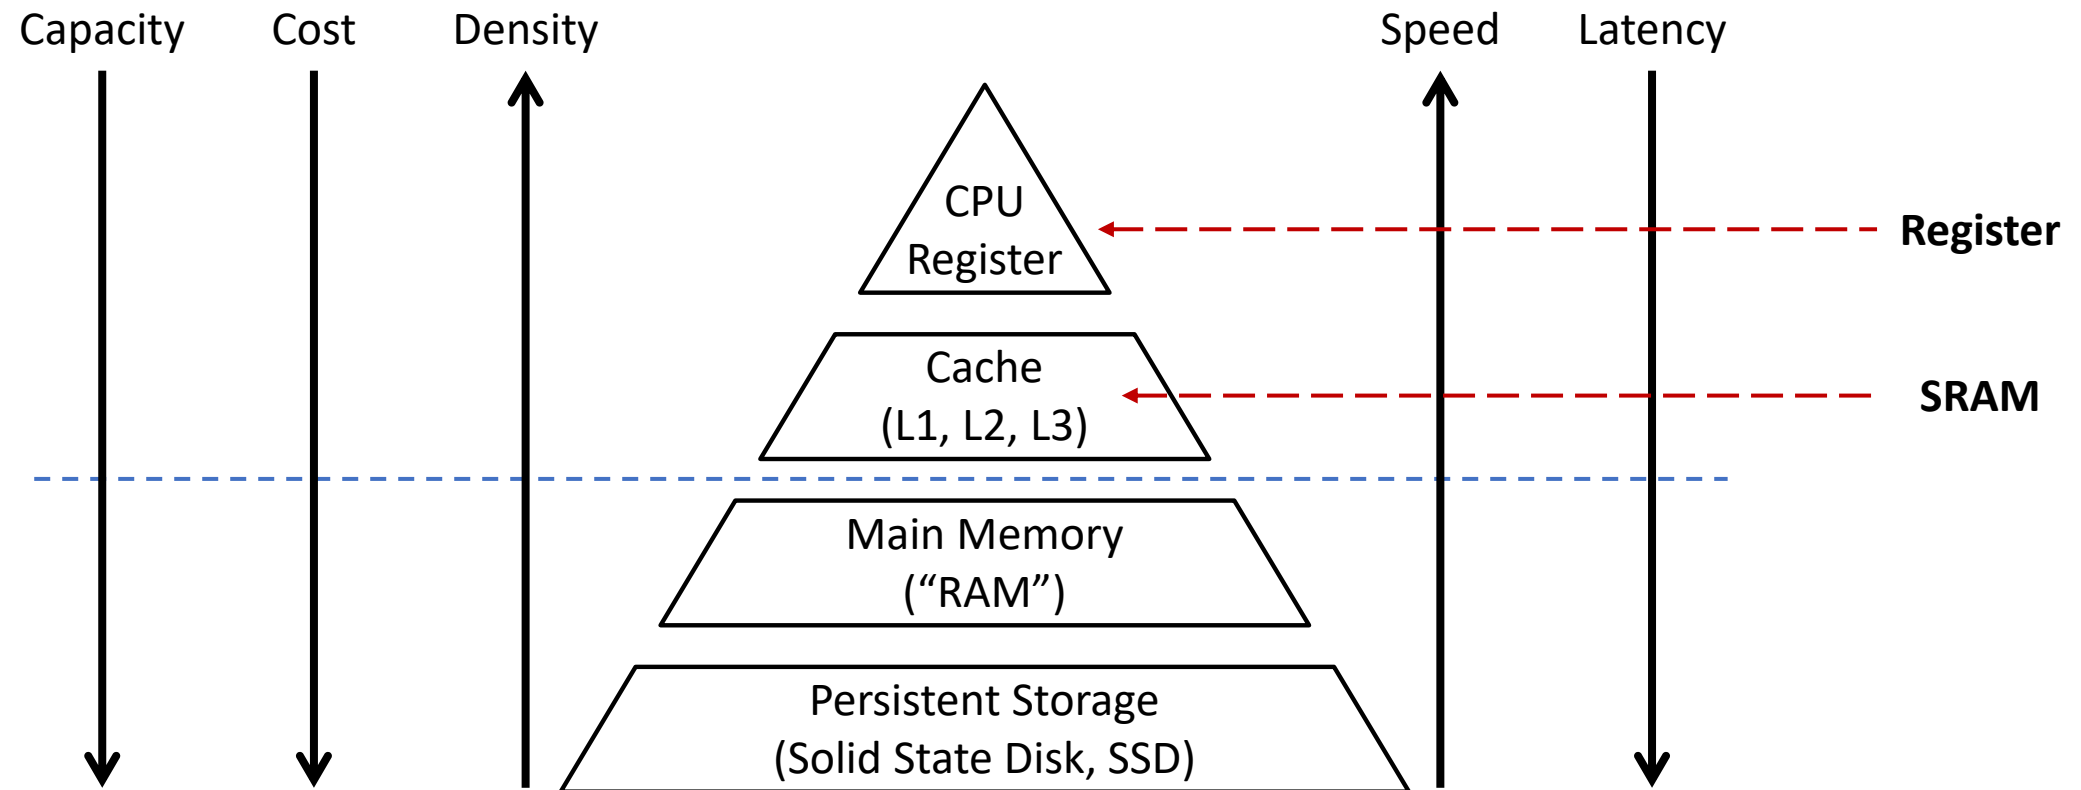 Capacity
Cost
Density
Speed
Latency
CPU
Register
Register
Cache
(L1, L2, L3)
SRAM
Main Memory
(“RAM”)
Persistent Storage
(Solid State Disk, SSD)